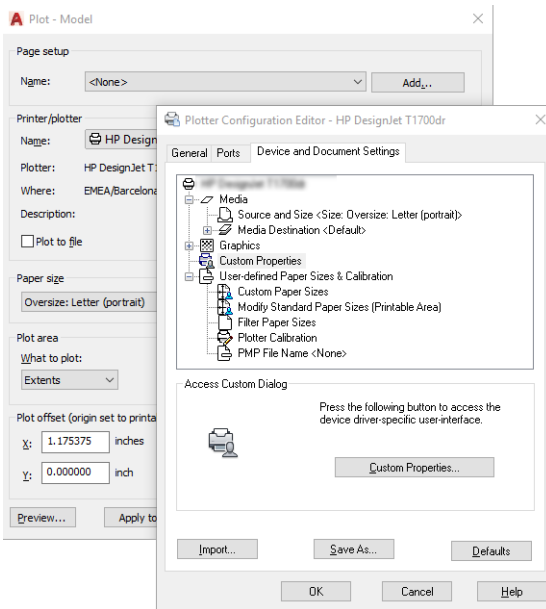 Plot - Model
Page setup
Name:
<None>
Add...
Printer/plotter
Name:
HP Design
Plotter:
HP DesignJet T1
Where:
EMEA/Barcelona
Description:
Plot to file
Paper size
Oversize: Letter (portrait)
Plot area
What to plot:
Extents
Plot offset (origin set to printa
X:
1.175375
inches
Y:
0.000000
inch
Preview...
Apply to
Plotter Configuration Editor - HP DesignJet T1700dr
General
Ports
Device and Document Settings
Media
Source and Size <Size: Oversize: Letter (portrait)>
Media Destination <Default>
Graphics
Custom Properties
User-defined Paper Sizes & Calibration
Custom Paper Sizes
Modify Standard Paper Sizes (Printable Area)
Filter Paper Sizes
Plotter Calibration
PMP File Name <None>
Access Custom Dialog
Press the following button to access the
device driver-specific user-interface.
Custom Properties...
Import...
Save As...
Defaults
OK
Cancel
Help